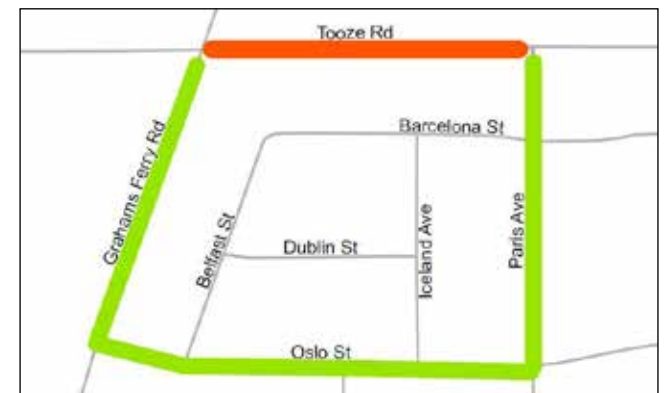 Tooze Rd
Barcelona St
Grahams Ferry Rd
Belfast St
Iceland Ave
Paris Ave
Dublin St
Oslo St